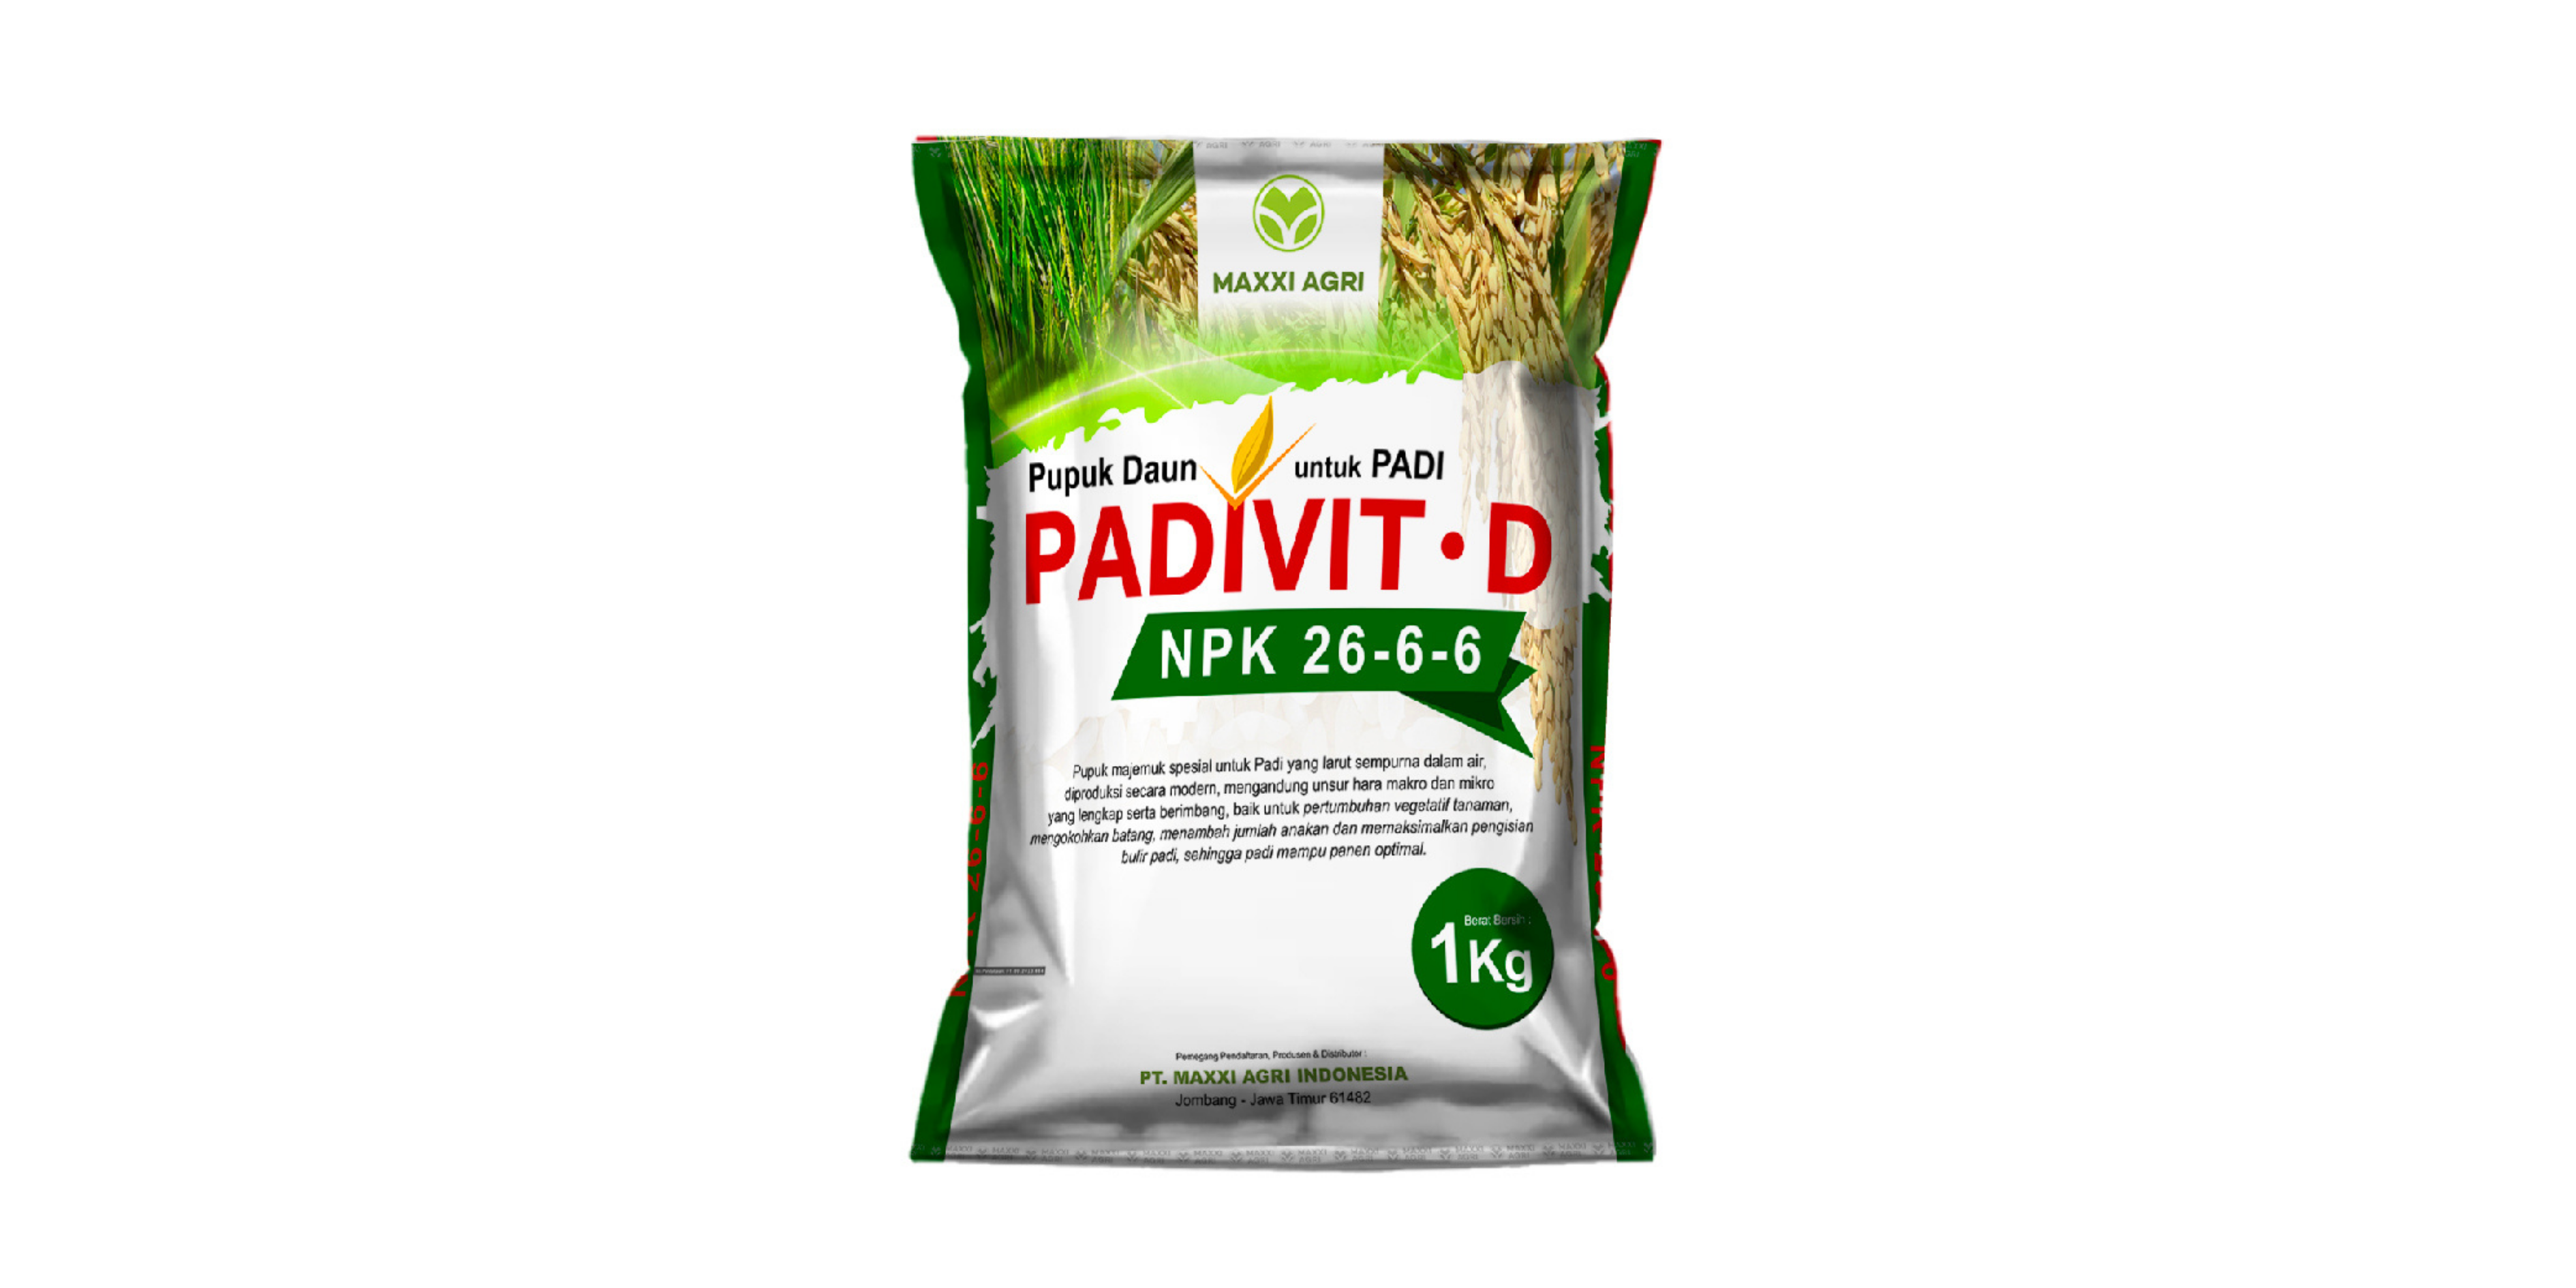 MAXXI AGRI
Pupuk Daun untuk PADI
PADIVIT • D
NPK 26-6-6
Pupuk majemuk spesial untuk Padi yang larut sempurna dalam air,
diproduksi secara modern, mengandung unsur hara makro dan mikro
yang lengkap serta berimbang, baik untuk pertumbuhan vegetatif tanaman,
mengokohkan batang, menambah jumlah anakan dan memaksimalkan pengisian
bulir padi, sehingga padi mampu panen optimal.
Berat Bersih :
1Kg
Pemegang Pendaftaran, Produsen & Distributor :
PT. MAXXI AGRI INDONESIA
Jombang - Jawa Timur 61482